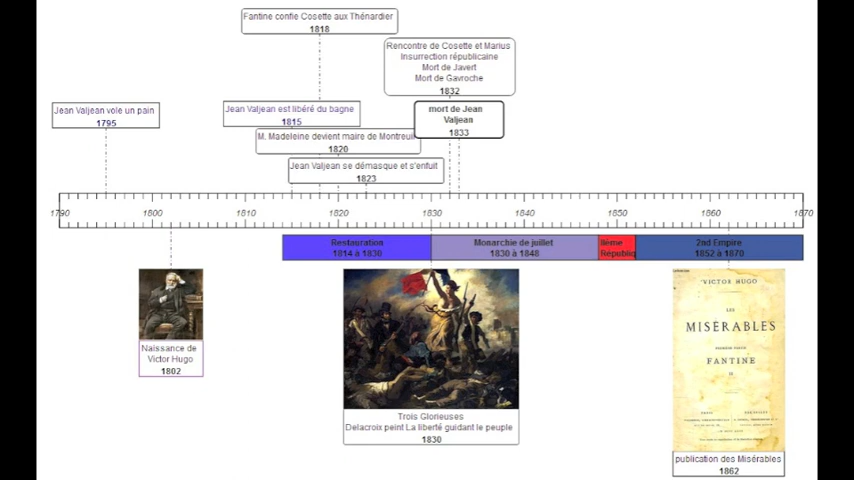 Fantine confie Cosette aux Thénardier
1818
Rencontre de Cosette et Marius
Insurrection républicaine
Mort de Javert
Mort de Gavroche
1832
Jean Valjean vole un pain
1795
Jean Valjean est libéré du bagne
1815
mort de Jean
Valjean
1833
M. Madeleine devient maire de Montreuil
1820
Jean Valjean se démasque et s'enfuit
1823
1790 1800 1810 1820 1830 1840 1850 1860 1870
Restauration
1814 à 1830
Monarchie de juillet
1830 à 1848
IIème
Républiq
2nd Empire
1852 à 1870
Naissance de
Victor Hugo
1802
Trois Glorieuses
Delacroix peint La liberté guidant le peuple
1830
VICTOR HUGO
LES
MISÉRABLES
FANTINE
publication des Misérables
1862